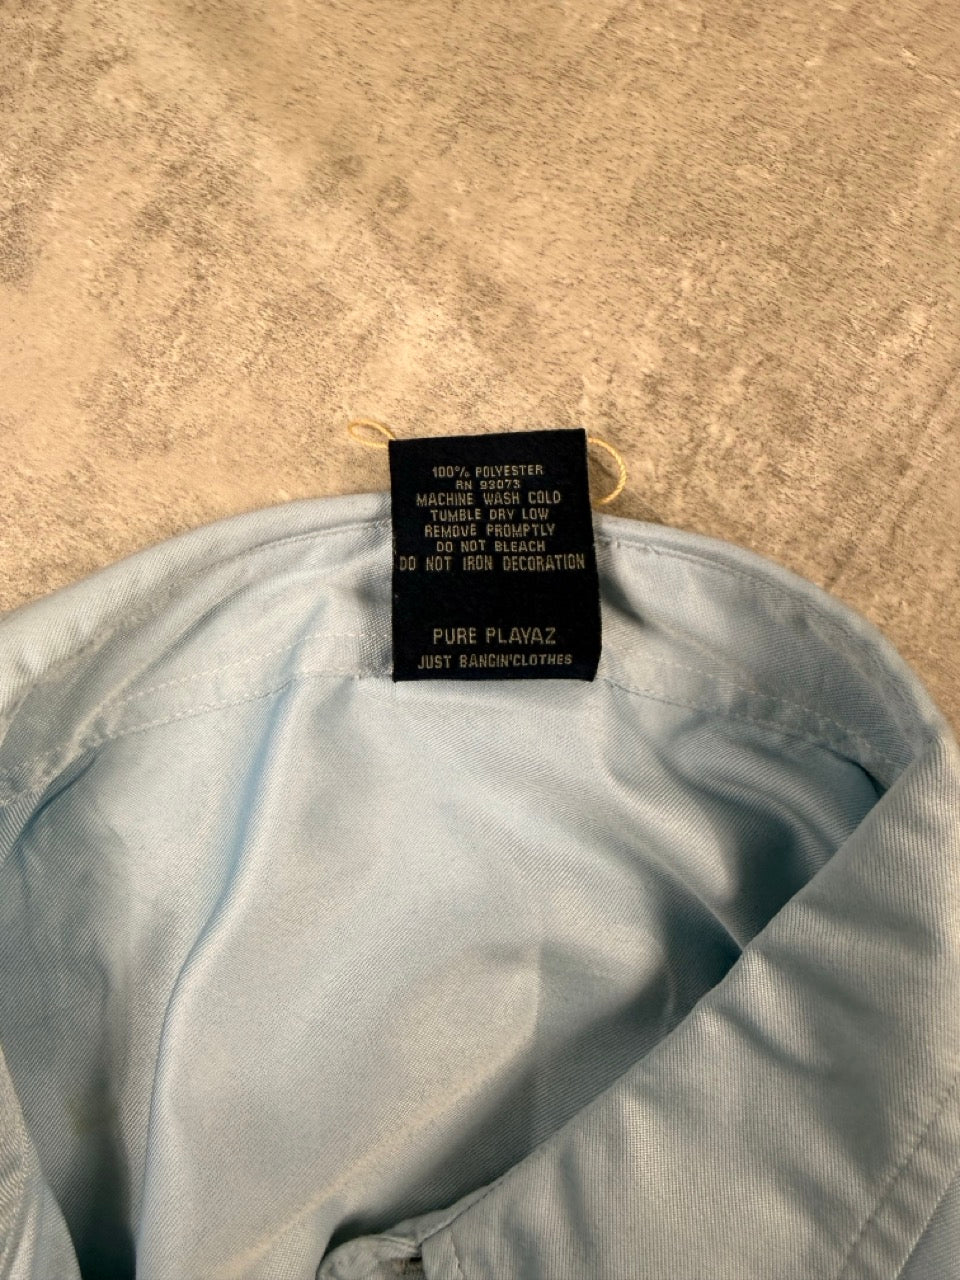 100% POLYESTER
RN 93073
MACHINE WASH COLD
TUMBLE DRY LOW
REMOVE PROMPTLY
DO NOT BLEACH
DO NOT IRON DECORATION
PURE PLAYAZ
JUST BANGIN'CLOTHES